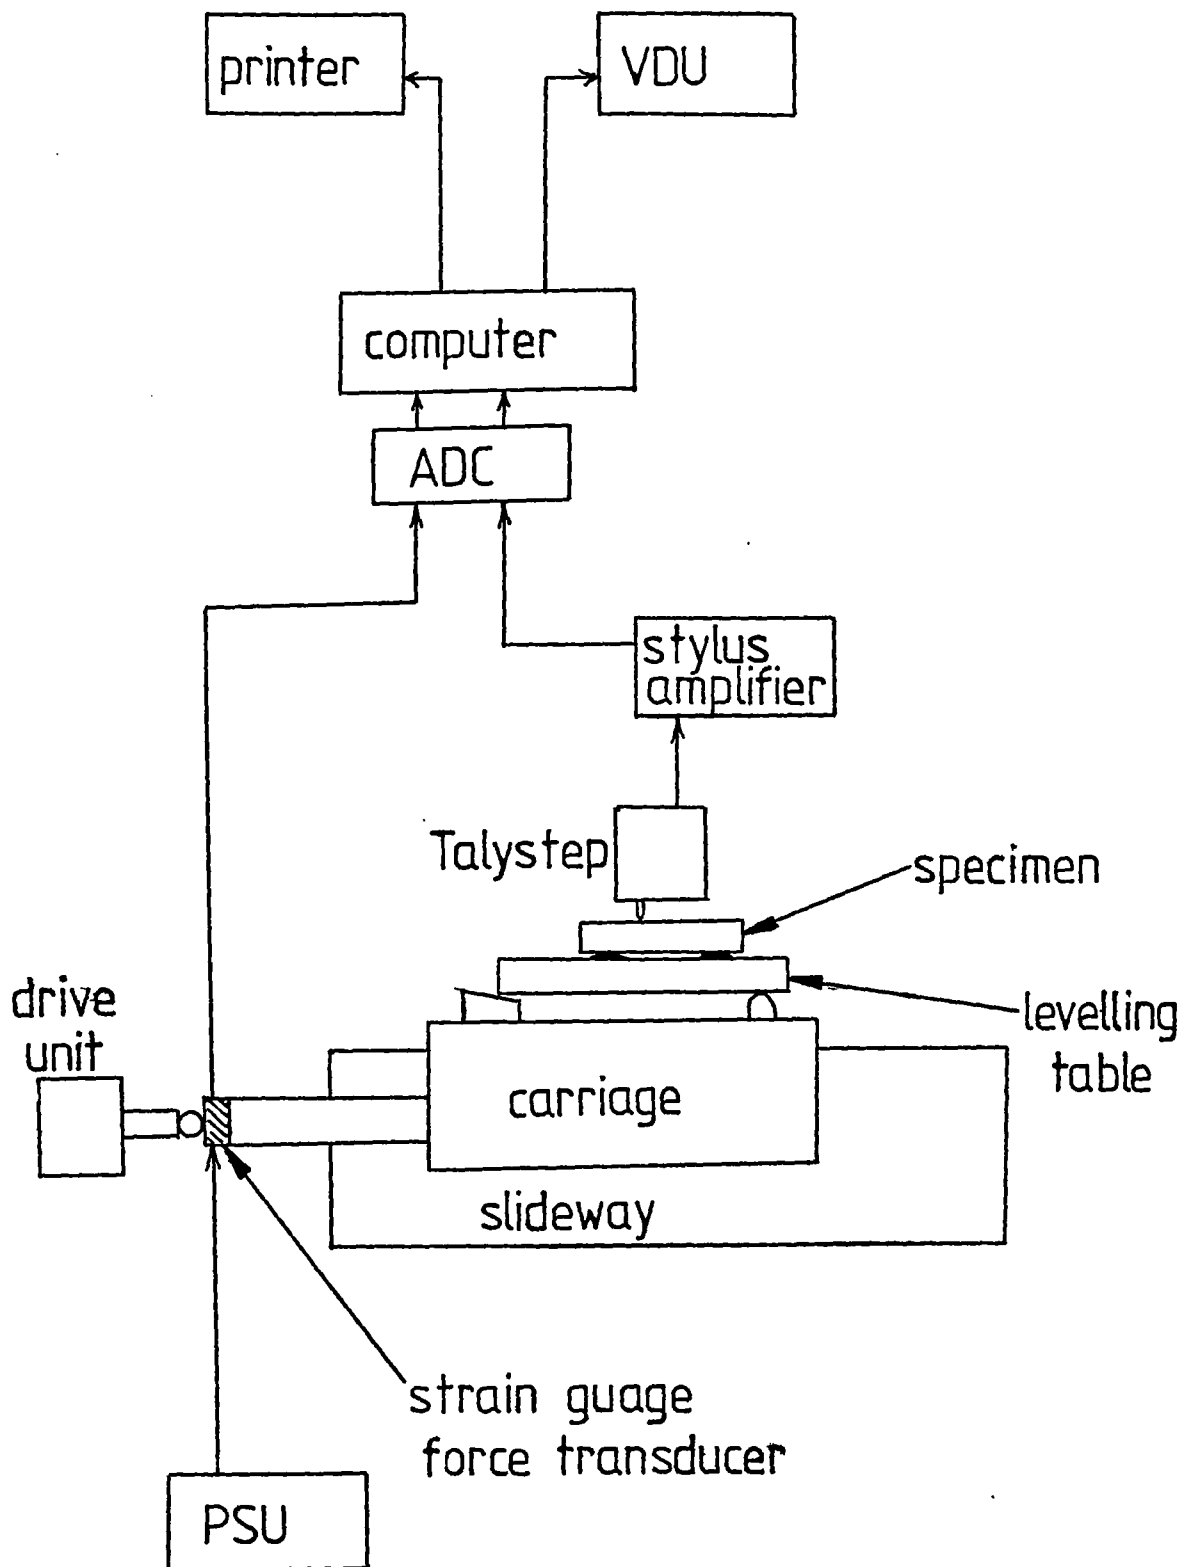 printer
VDU
computer
ADC
stylus
amplifier
Talystep
specimen
levelling
table
drive
unit
carriage
slideway
strain guage
force transducer
PSU